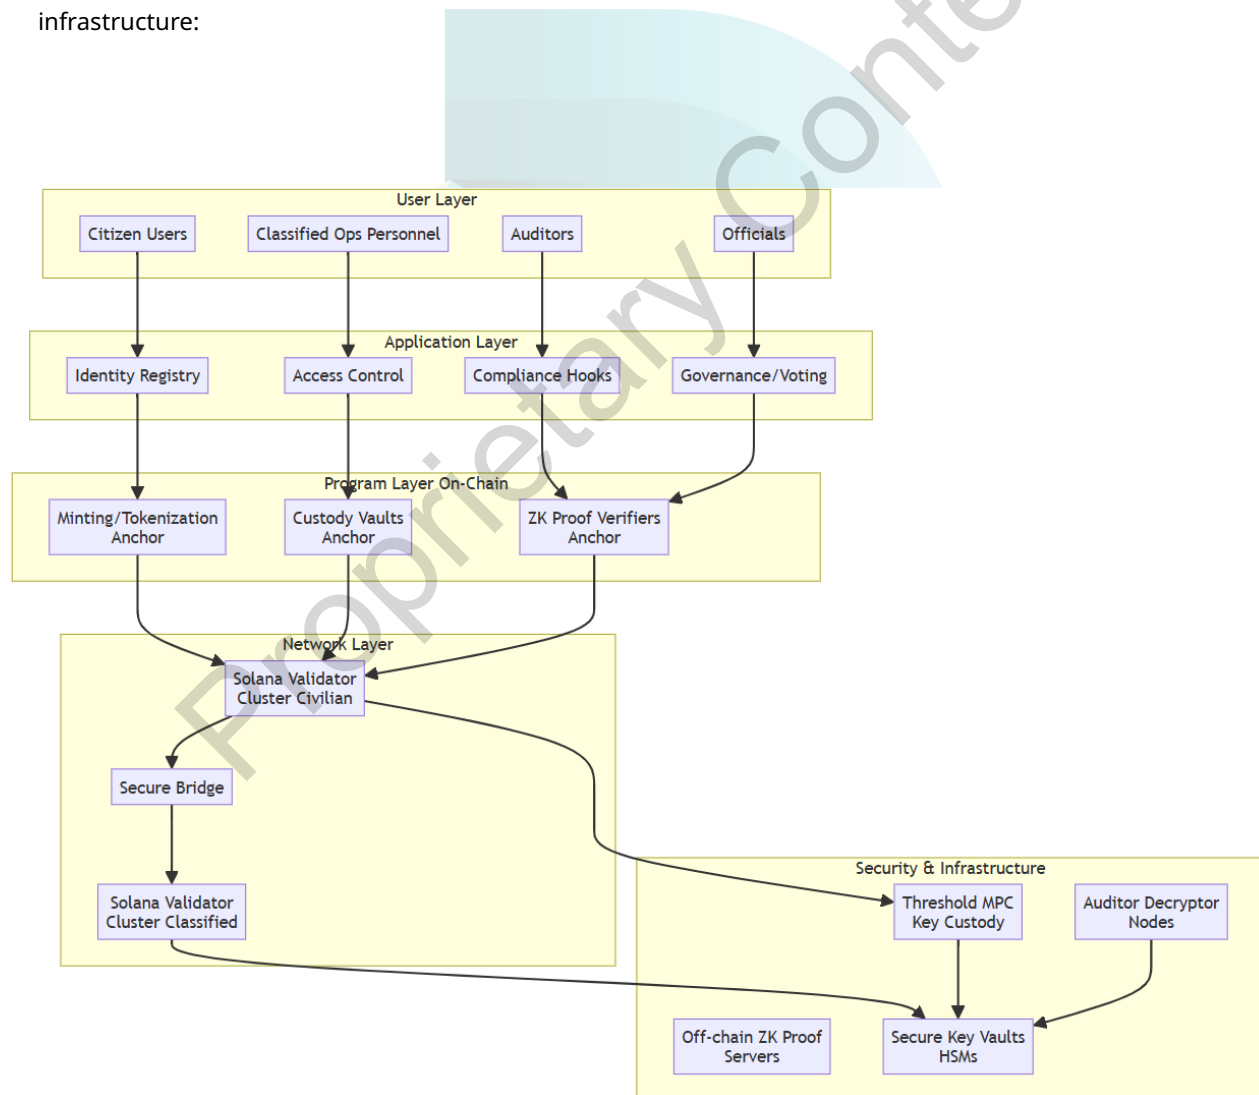 infrastructure:
Proprietary Conte
User Layer
Citizen Users
Classified Ops Personnel
Auditors
Officials
Application Layer
Identity Registry
Access Control
Compliance Hooks
Governance/Voting
Program Layer On-Chain
Minting/Tokenization
Anchor
Custody Vaults
Anchor
ZK Proof Verifiers
Anchor
Network Layer
Solana Validator
Cluster Civilian
Secure Bridge
Solana Validator
Cluster Classified
Security & Infrastructure
Threshold MPC
Key Custody
Auditor Decryptor
Nodes
Off-chain ZK Proof
Servers
Secure Key Vaults
HSMs